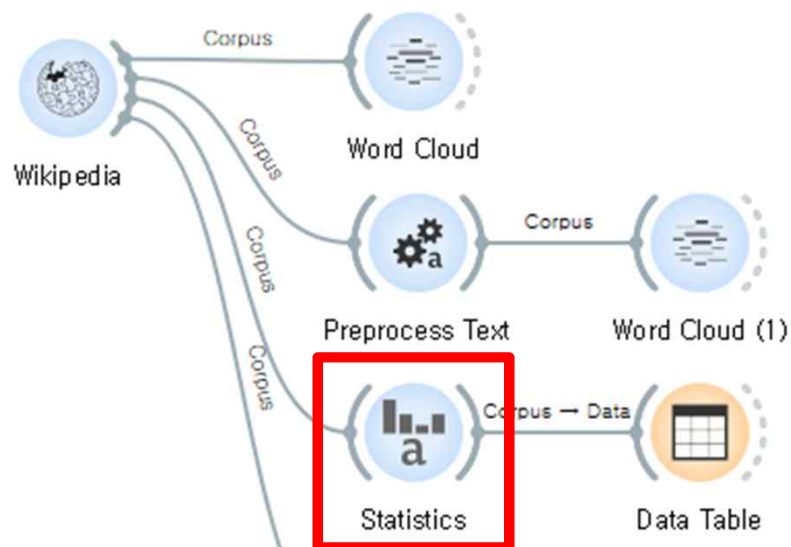 Corpus
Word Cloud
Wikipedia
Corpus
Corpus
Preprocess Text
Word Cloud (1)
Corpus
Corpus
a
a
Corpus → Data
Statistics
Data Table